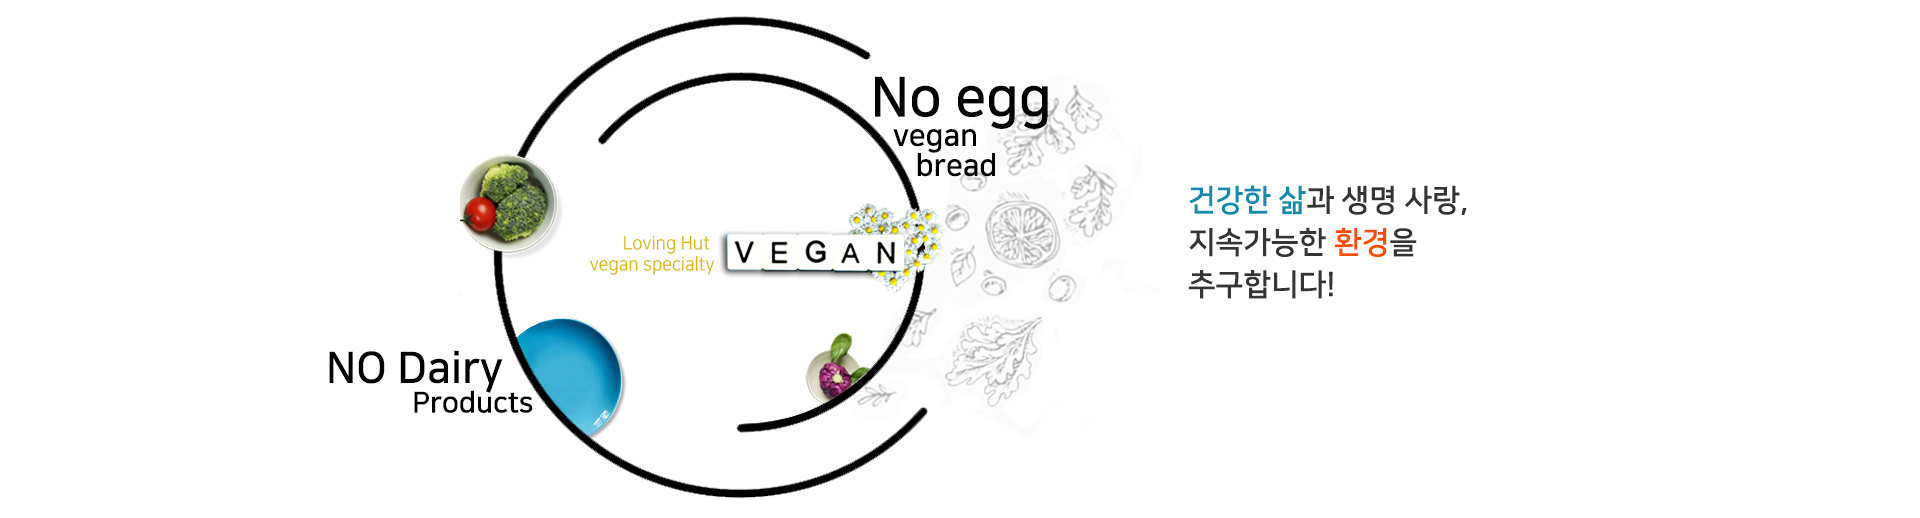 No egg
vegan
bread
Loving Hut
vegan specialty
VEGAN
NO Dairy
Products
건강한 삶과 생명 사랑,
지속가능한 환경을
추구합니다!